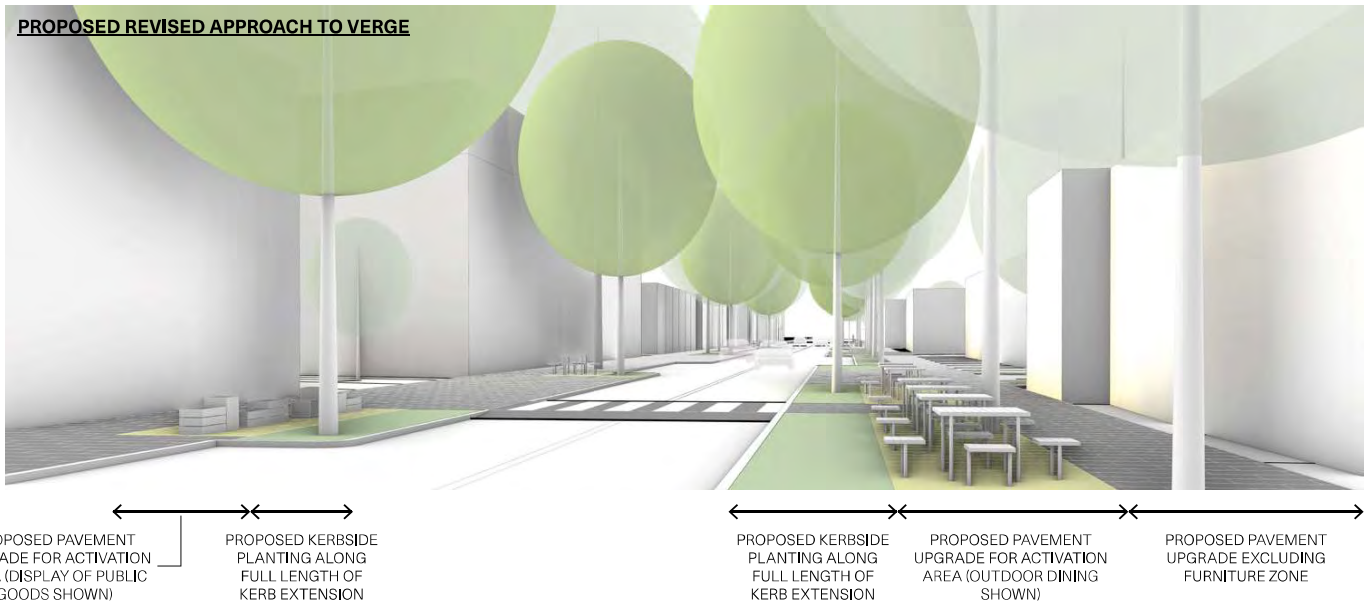 PROPOSED REVISED APPROACH TO VERGE
PAVEMENT
FOR ACTIVATION
(DISPLAY OF PUBLIC
GOODS SHOWN)
PROPOSED KERBSIDE
PLANTING ALONG
FULL LENGTH OF
KERB EXTENSION
PROPOSED KERBSIDE
PLANTING ALONG
FULL LENGTH OF
KERB EXTENSION
PROPOSED PAVEMENT
UPGRADE FOR ACTIVATION
AREA (OUTDOOR DINING
SHOWN)
PROPOSED PAVEMENT
UPGRADE EXCLUDING
FURNITURE ZONE